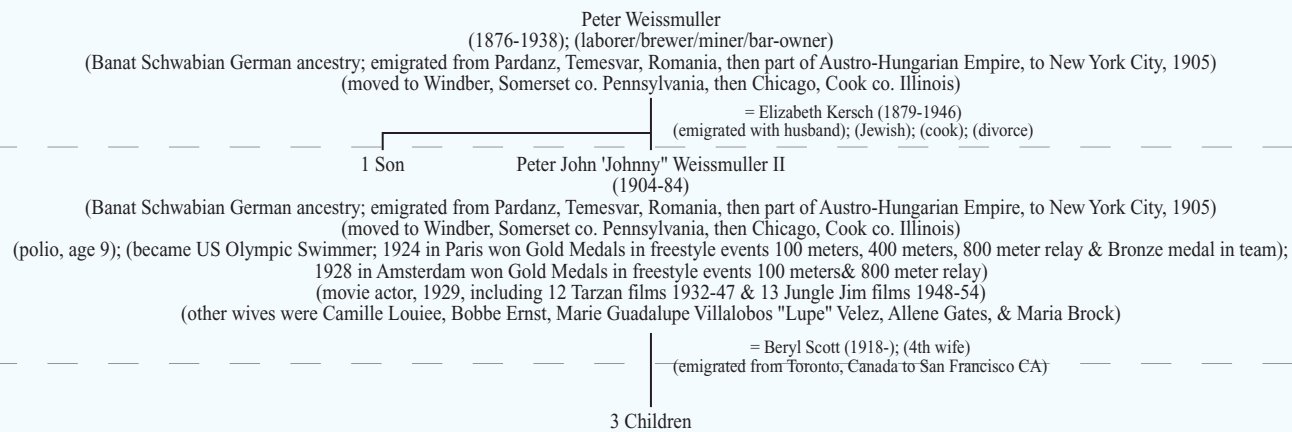 Peter Weissmuller
(1876-1938); (laborer/brewer/miner/bar-owner)
(Banat Schwabian German ancestry; emigrated from Pardanz, Temesvar, Romania, then part of Austro-Hungarian Empire, to New York City, 1905)
(moved to Windber, Somerset co. Pennsylvania, then Chicago, Cook co. Illinois)
= Elizabeth Kersch (1879-1946)
(emigrated with husband); (Jewish); (cook); (divorce)
1 Son
Peter John 'Johnny" Weissmuller II
(1904-84)
(Banat Schwabian German ancestry; emigrated from Pardanz, Temesvar, Romania, then part of Austro-Hungarian Empire, to New York City, 1905)
(moved to Windber, Somerset co. Pennsylvania, then Chicago, Cook co. Illinois)
(polio, age 9); (became US Olympic Swimmer; 1924 in Paris won Gold Medals in freestyle events 100 meters, 400 meters, 800 meter relay & Bronze medal in team);
1928 in Amsterdam won Gold Medals in freestyle events 100 meters& 800 meter relay)
(movie actor, 1929, including 12 Tarzan films 1932-47 & 13 Jungle Jim films 1948-54)
(other wives were Camille Louiee, Bobbe Ernst, Marie Guadalupe Villalobos "Lupe" Velez, Allene Gates, & Maria Brock)
= Beryl Scott (1918-); (4th wife)
(emigrated from Toronto, Canada to San Francisco CA)
3 Children